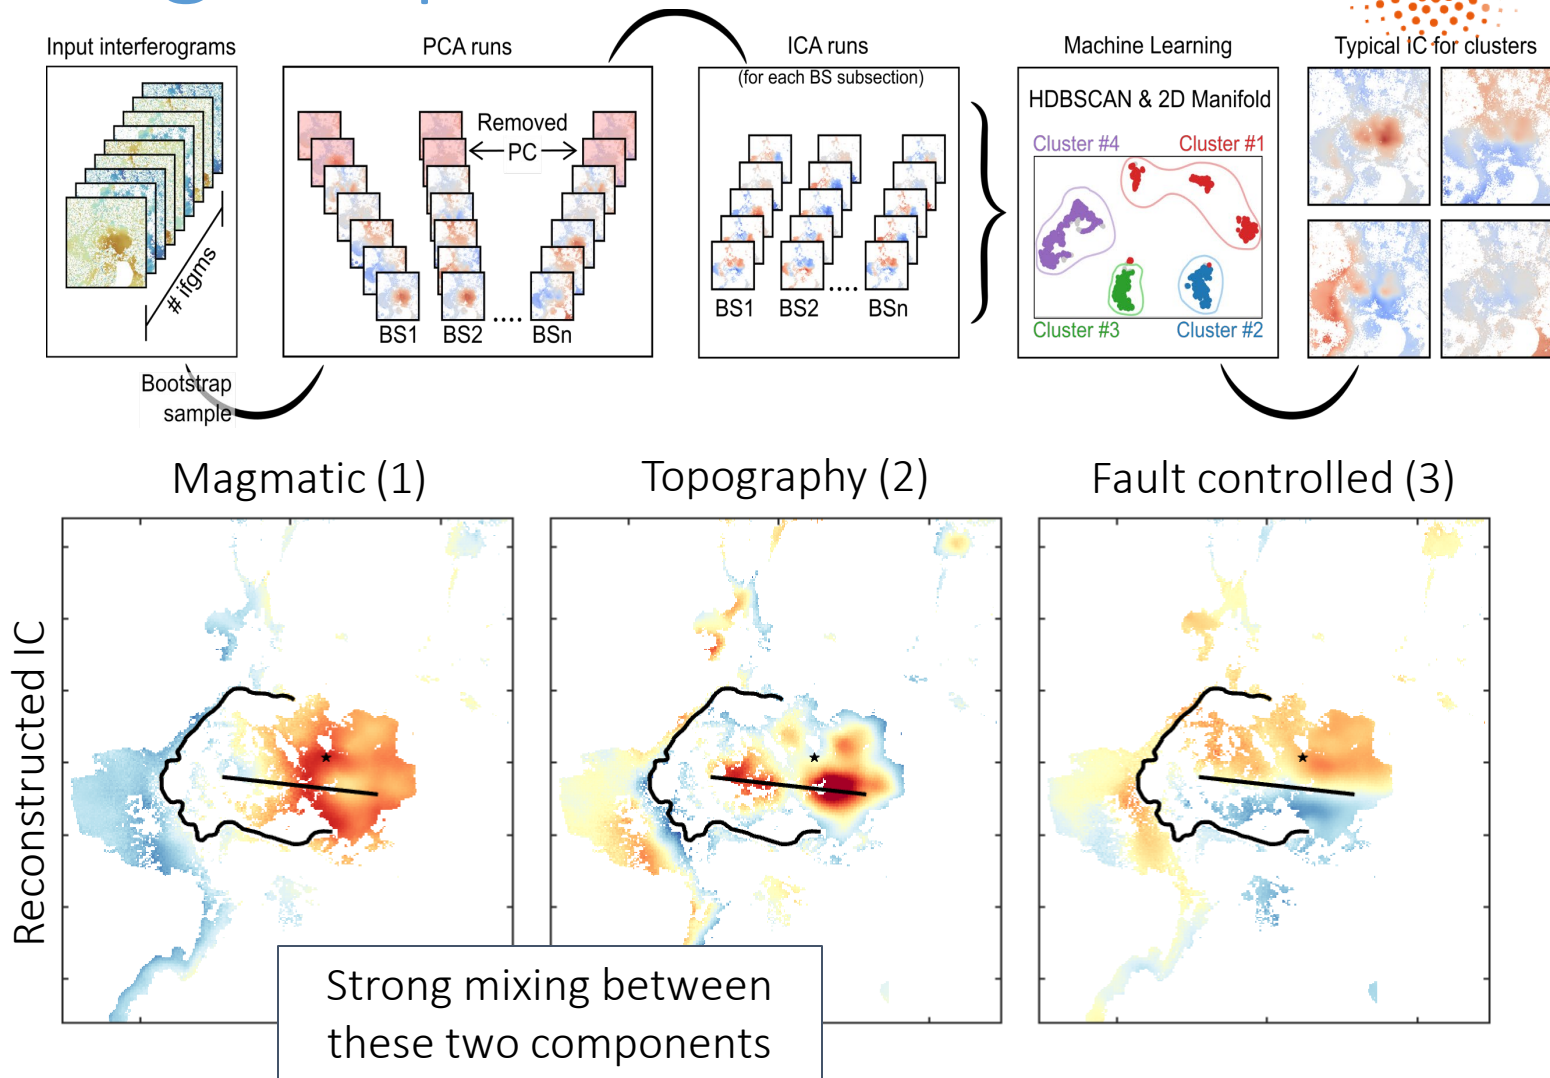 Input interferograms
PCA runs
ICA runs
Machine Learning
Typical IC for clusters
(for each BS subsection)
HDBSCAN & 2D Manifold
Removed
PC
Cluster #4
Cluster #1
# ifgms
BS1
BS2
....
BSn
BS1
BS2
....
BSn
Cluster #3
Cluster #2
Bootstrap
sample
Magmatic (1)
Topography (2)
Fault controlled (3)
Reconstructed IC
Strong mixing between
these two components